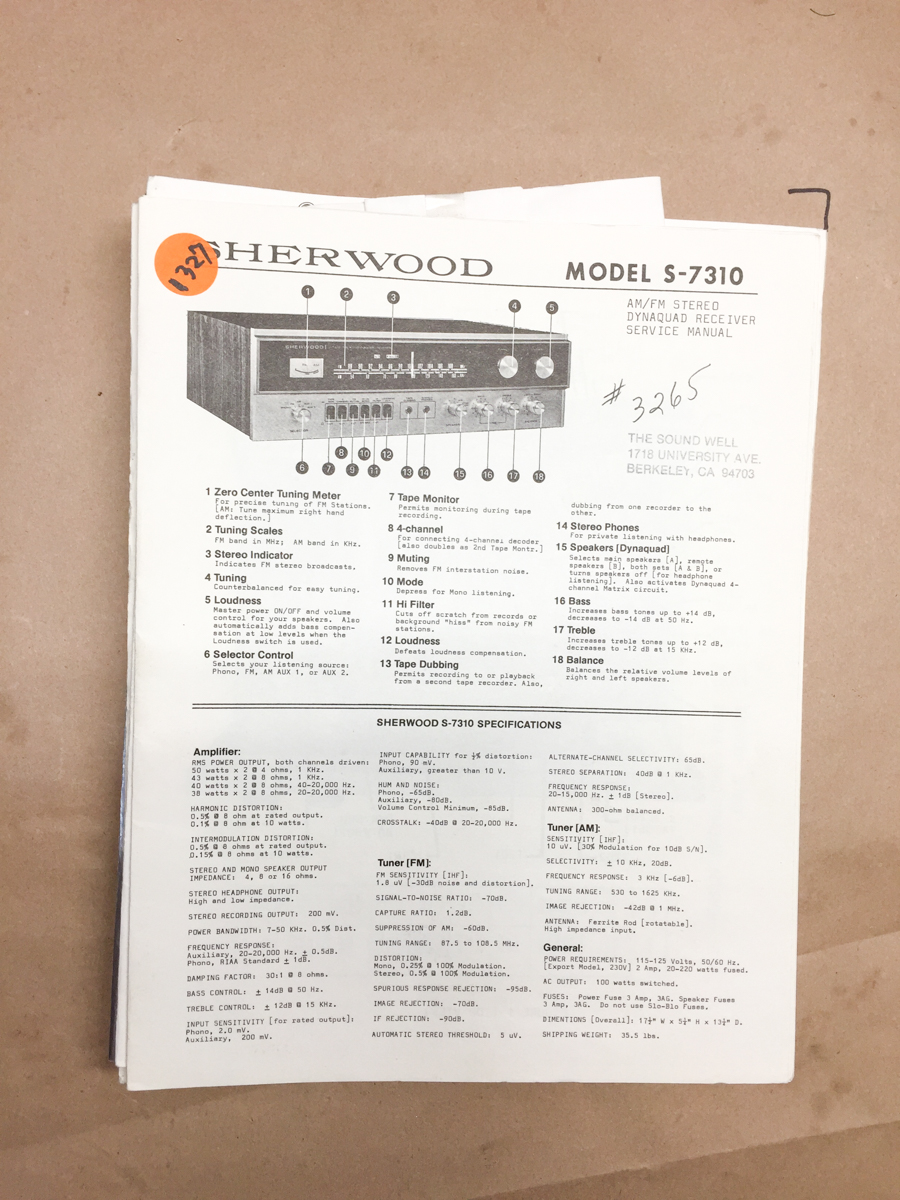 1327
SHERWOOD
MODEL S-7310
AM/FM STEREO
DYNAQUAD RECEIVER
SERVICE MANUAL
# 3265
THE SOUND WELL
1718 UNIVERSITY AVE.
BERKELEY, CA 94703
1 2 3 4 5
SHERWOOD
6 7 8 9 10 11 12 13 14 15 16 17 18
1 Zero Center Tuning Meter
For precise tuning of FM Stations.
[AM: Tune maximum right hand
deflection.]
2 Tuning Scales
FM band in MHz; AM band in KHz.
3 Stereo Indicator
Indicates FM stereo broadcasts.
4 Tuning
Counterbalanced for easy tuning.
5 Loudness
Master power ON/OFF and volume
control for your speakers. Also
automatically adds bass compen-
sation at low levels when the
Loudness switch is used.
6 Selector Control
Selects your listening source:
Phono, FM, AM AUX 1, or AUX 2.
7 Tape Monitor
Permits monitoring during tape
recording.
8 4-channel
For connecting 4-channel decoder
[also doubles as 2nd Tape Montr.]
9 Muting
Removes FM interstation noise.
10 Mode
Depress for Mono listening.
11 Hi Filter
Cuts off scratch from records or
background "hiss" from noisy FM
stations.
12 Loudness
Defeats loudness compensation.
13 Tape Dubbing
Permits recording to or playback
from a second tape recorder. Also,
dubbing from one recorder to the
other.
14 Stereo Phones
For private listening with headphones.
15 Speakers [Dynaquad]
Selects main speakers [A], remote
speakers [B], both sets [A & B], or
turns speakers off [for headphone
listening]. Also activates Dynaquad 4-
channel Matrix circuit.
16 Bass
Increases bass tones up to +14 dB,
decreases to -14 dB at 50 Hz.
17 Treble
Increases treble tones up to +12 dB,
decreases to -12 dB at 15 KHz.
18 Balance
Balances the relative volume levels of
right and left speakers.
SHERWOOD S-7310 SPECIFICATIONS
Amplifier:
RMS POWER OUTPUT, both channels driven:
50 watts x 2 @ 4 ohms, 1 KHz.
43 watts x 2 @ 8 ohms, 1 KHz.
40 watts x 2 @ 8 ohms, 40-20,000 Hz.
38 watts x 2 @ 8 ohms, 20-20,000 Hz.
HARMONIC DISTORTION:
0.5% @ 8 ohm at rated output.
0.1% @ 8 ohm at 10 watts.
INTERMODULATION DISTORTION:
0.5% @ 8 ohm at rated output.
0.15% @ 8 ohms at 10 watts.
STEREO AND MONO SPEAKER OUTPUT
IMPEDANCE: 4, 8 or 16 ohms.
STEREO HEADPHONE OUTPUT:
High and low impedance.
STEREO RECORDING OUTPUT: 200 mV.
POWER BANDWIDTH: 7-50 KHz. 0.5% Dist.
FREQUENCY RESPONSE:
Auxiliary, 20-20,000 Hz. ± 0.5dB.
Phono, RIAA Standard ± 1dB.
DAMPING FACTOR: 30:1 @ 8 ohms.
BASS CONTROL: ± 14dB @ 50 Hz.
TREBLE CONTROL: ± 12dB @ 15 KHz.
INPUT SENSITIVITY [for rated output]:
Phono, 2.0 mV.
Auxiliary, 200 mV.
INPUT CAPABILITY for ½% distortion:
Phono, 90 mV.
Auxiliary, greater than 10 V.
HUM AND NOISE:
Phono, -65dB.
Auxiliary, -80dB.
Volume Control Minimum, -85dB.
CROSSTALK: -40dB @ 20-20,000 Hz.
Tuner [FM]:
FM SENSITIVITY [IHF]:
1.8 uV [-30dB noise and distortion].
SIGNAL-TO-NOISE RATIO: -70dB.
CAPTURE RATIO: 1.2dB.
SUPPRESSION OF AM: -60dB.
TUNING RANGE: 87.5 to 108.5 MHz.
DISTORTION:
Mono, 0.25% @ 100% Modulation.
Stereo, 0.5% @ 100% Modulation.
SPURIOUS RESPONSE REJECTION: -95dB.
IMAGE REJECTION: -70dB.
IF REJECTION: -90dB.
AUTOMATIC STEREO THRESHOLD: 5 uV.
ALTERNATE-CHANNEL SELECTIVITY: 65dB.
STEREO SEPARATION: 40dB @ 1 KHz.
FREQUENCY RESPONSE:
20-15,000 Hz. ± 1dB [Stereo].
ANTENNA: 300-ohm balanced.
Tuner [AM]:
SENSITIVITY [IHF]:
10 uV. [30% Modulation for 10dB S/N].
SELECTIVITY: ± 10 KHz, 20dB.
FREQUENCY RESPONSE: 3 KHz [-6dB].
TUNING RANGE: 530 to 1625 KHz.
IMAGE REJECTION: -42dB @ 1 MHz.
ANTENNA: Ferrite Rod [rotatable].
High impedance input.
General:
POWER REQUIREMENTS: 115-125 Volts, 50/60 Hz.
[Export Model, 230V] 2 Amp, 20-220 watts fused.
AC OUTPUT: 100 watts switched.
FUSES: Power Fuse 3 Amp, 3AG. Speaker Fuses
3 Amp, 3AG. Do not use Slo-Blo Fuses.
DIMENTIONS [Overall]: 17½" W x 5½" H x 13½" D.
SHIPPING WEIGHT: 35.5 lbs.